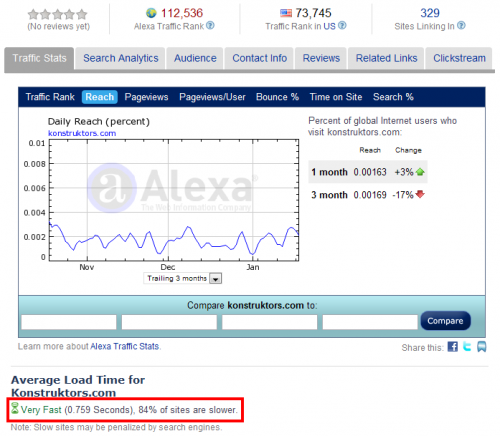 112,536
73,745
329
(No reviews yet)
Alexa Traffic Rank
Traffic Rank in US
Sites Linking In
Traffic Stats
Search Analytics
Audience
Contact Info
Reviews
Related Links
Clickstream
Traffic Rank
Reach
Pageviews
Pageviews/User
Bounce %
Time on Site
Search %
Daily Reach (percent)
konstruktors.com
0.01
0.008
0.006
0.004
0.002
Alexa®
The Web Information Company
Nov
Dec
Jan
Trailing 3 months
Percent of global Internet users who
visit konstruktors.com:
Reach Change
1 month 0.00163 +3%
3 month 0.00169 -17%
Compare konstruktors.com to:
Compare
Learn more about Alexa Traffic Stats.
Share this:
Average Load Time for
Konstruktors.com
Very Fast (0.759 Seconds), 84% of sites are slower.
Note: Slow sites may be penalized by search engines.